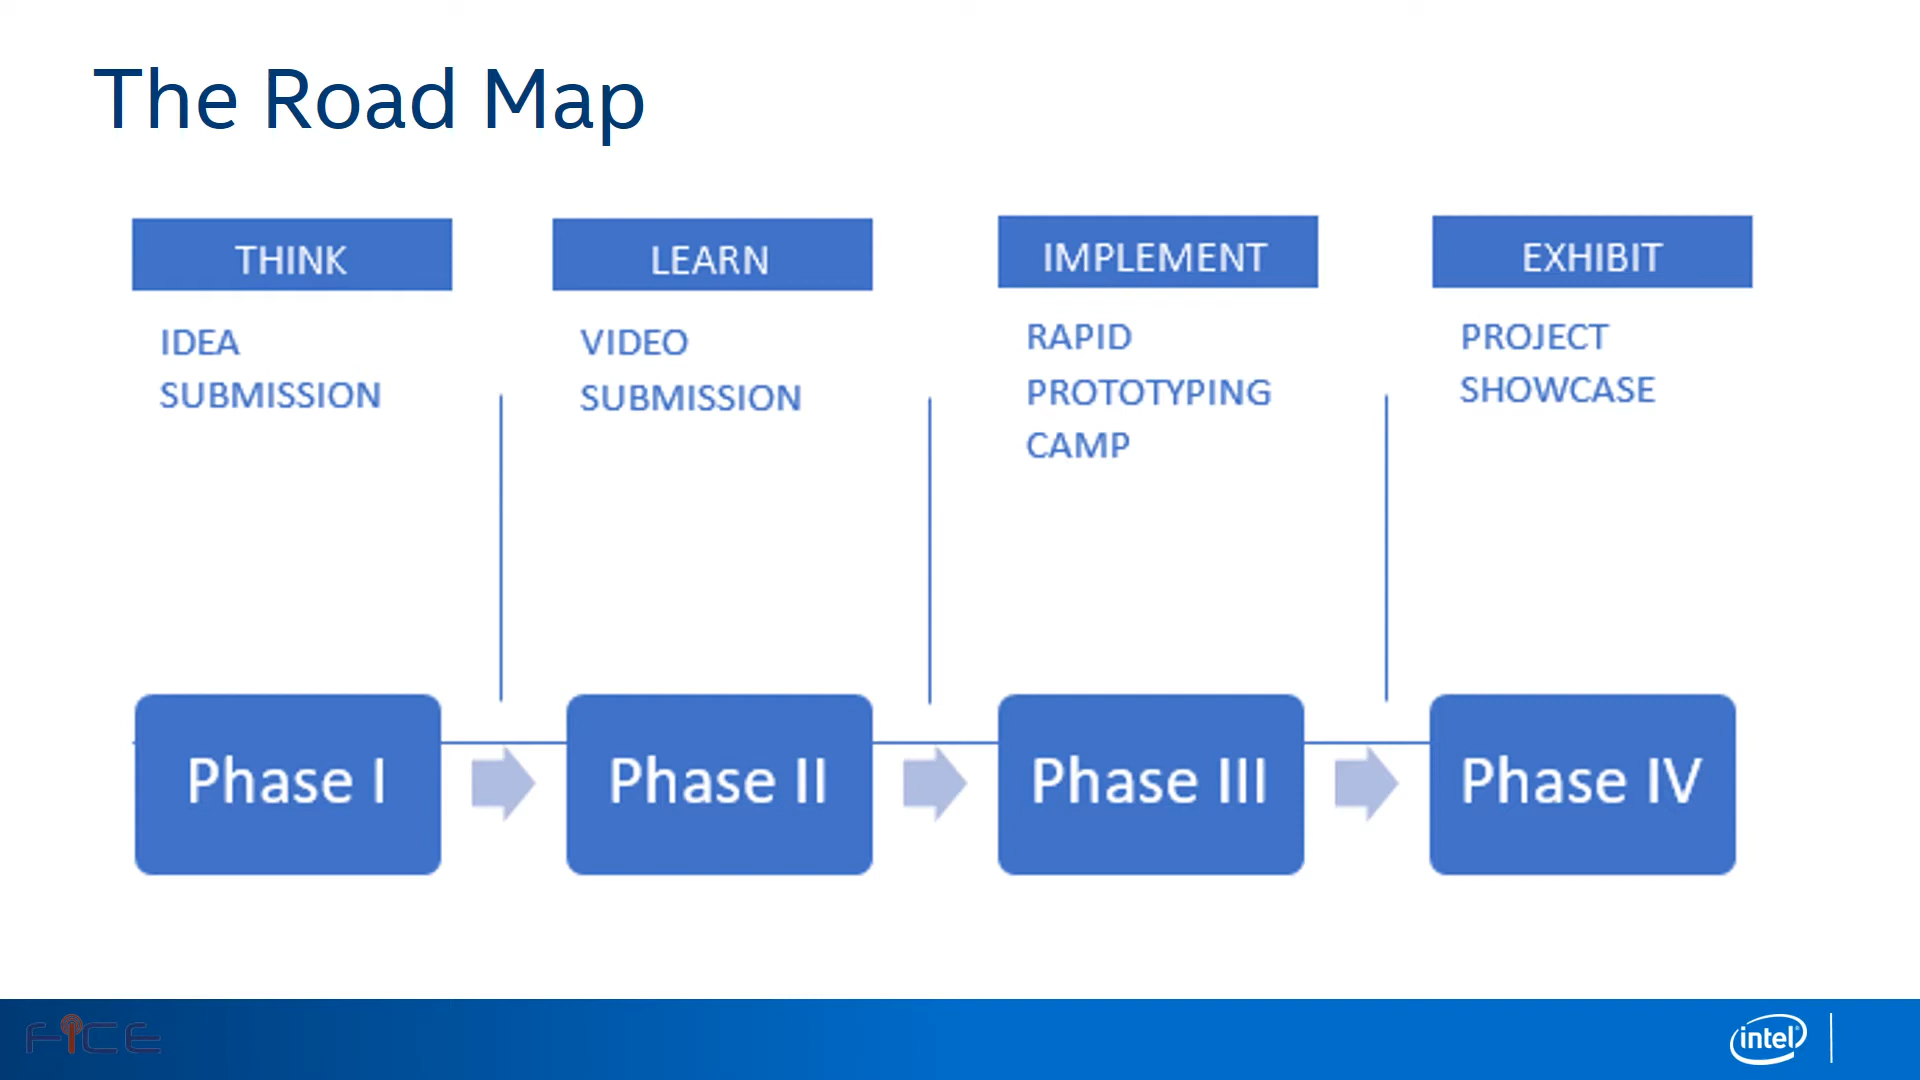 The Road Map
THINK
LEARN
IMPLEMENT
EXHIBIT
IDEA
SUBMISSION
VIDEO
SUBMISSION
RAPID
PROTOTYPING
CAMP
PROJECT
SHOWCASE
Phase I
Phase II
Phase III
Phase IV
FICE
intel